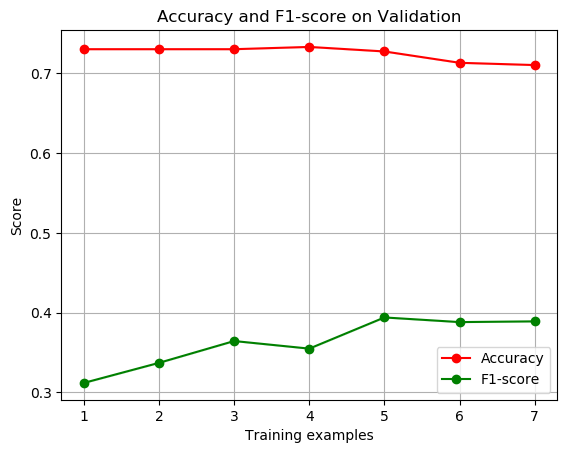 Accuracy and F1-score on Validation
Score
0.7
0.6
0.5
0.4
0.3
Accuracy
F1-score
1 2 3 4 5 6 7
Training examples